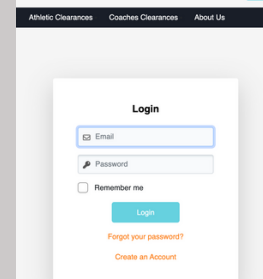 Athletic Clearances Coaches Clearances About Us
Login
Email
Password
Remember me
Login
Forgot your password?
Create an Account